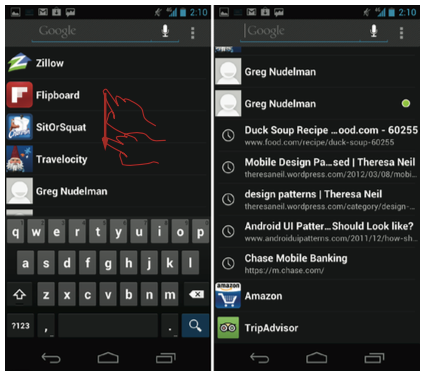 2:10
Google
Zillow
Flipboard
SitOrSquat
Travelocity
Greg Nudelman
q w e r t y u i o p
a s d f g h j k l
z x c v b n m
?123 , .
2:10
Google
Greg Nudelman
Greg Nudelman
Duck Soup Recipe ...ood.com - 60255
www.food.com/recipe/duck-soup-60255
Mobile Design Pa...sed | Theresa Neil
theresaneil.wordpress.com/2012/03/08/mobi...
design patterns | Theresa Neil
theresaneil.wordpress.com/category/design-...
Android UI Patter...Should Look like?
www.androiduipatterns.com/2011/12/how-sh...
Chase Mobile Banking
https://m.chase.com/
amazon
Amazon
TripAdvisor